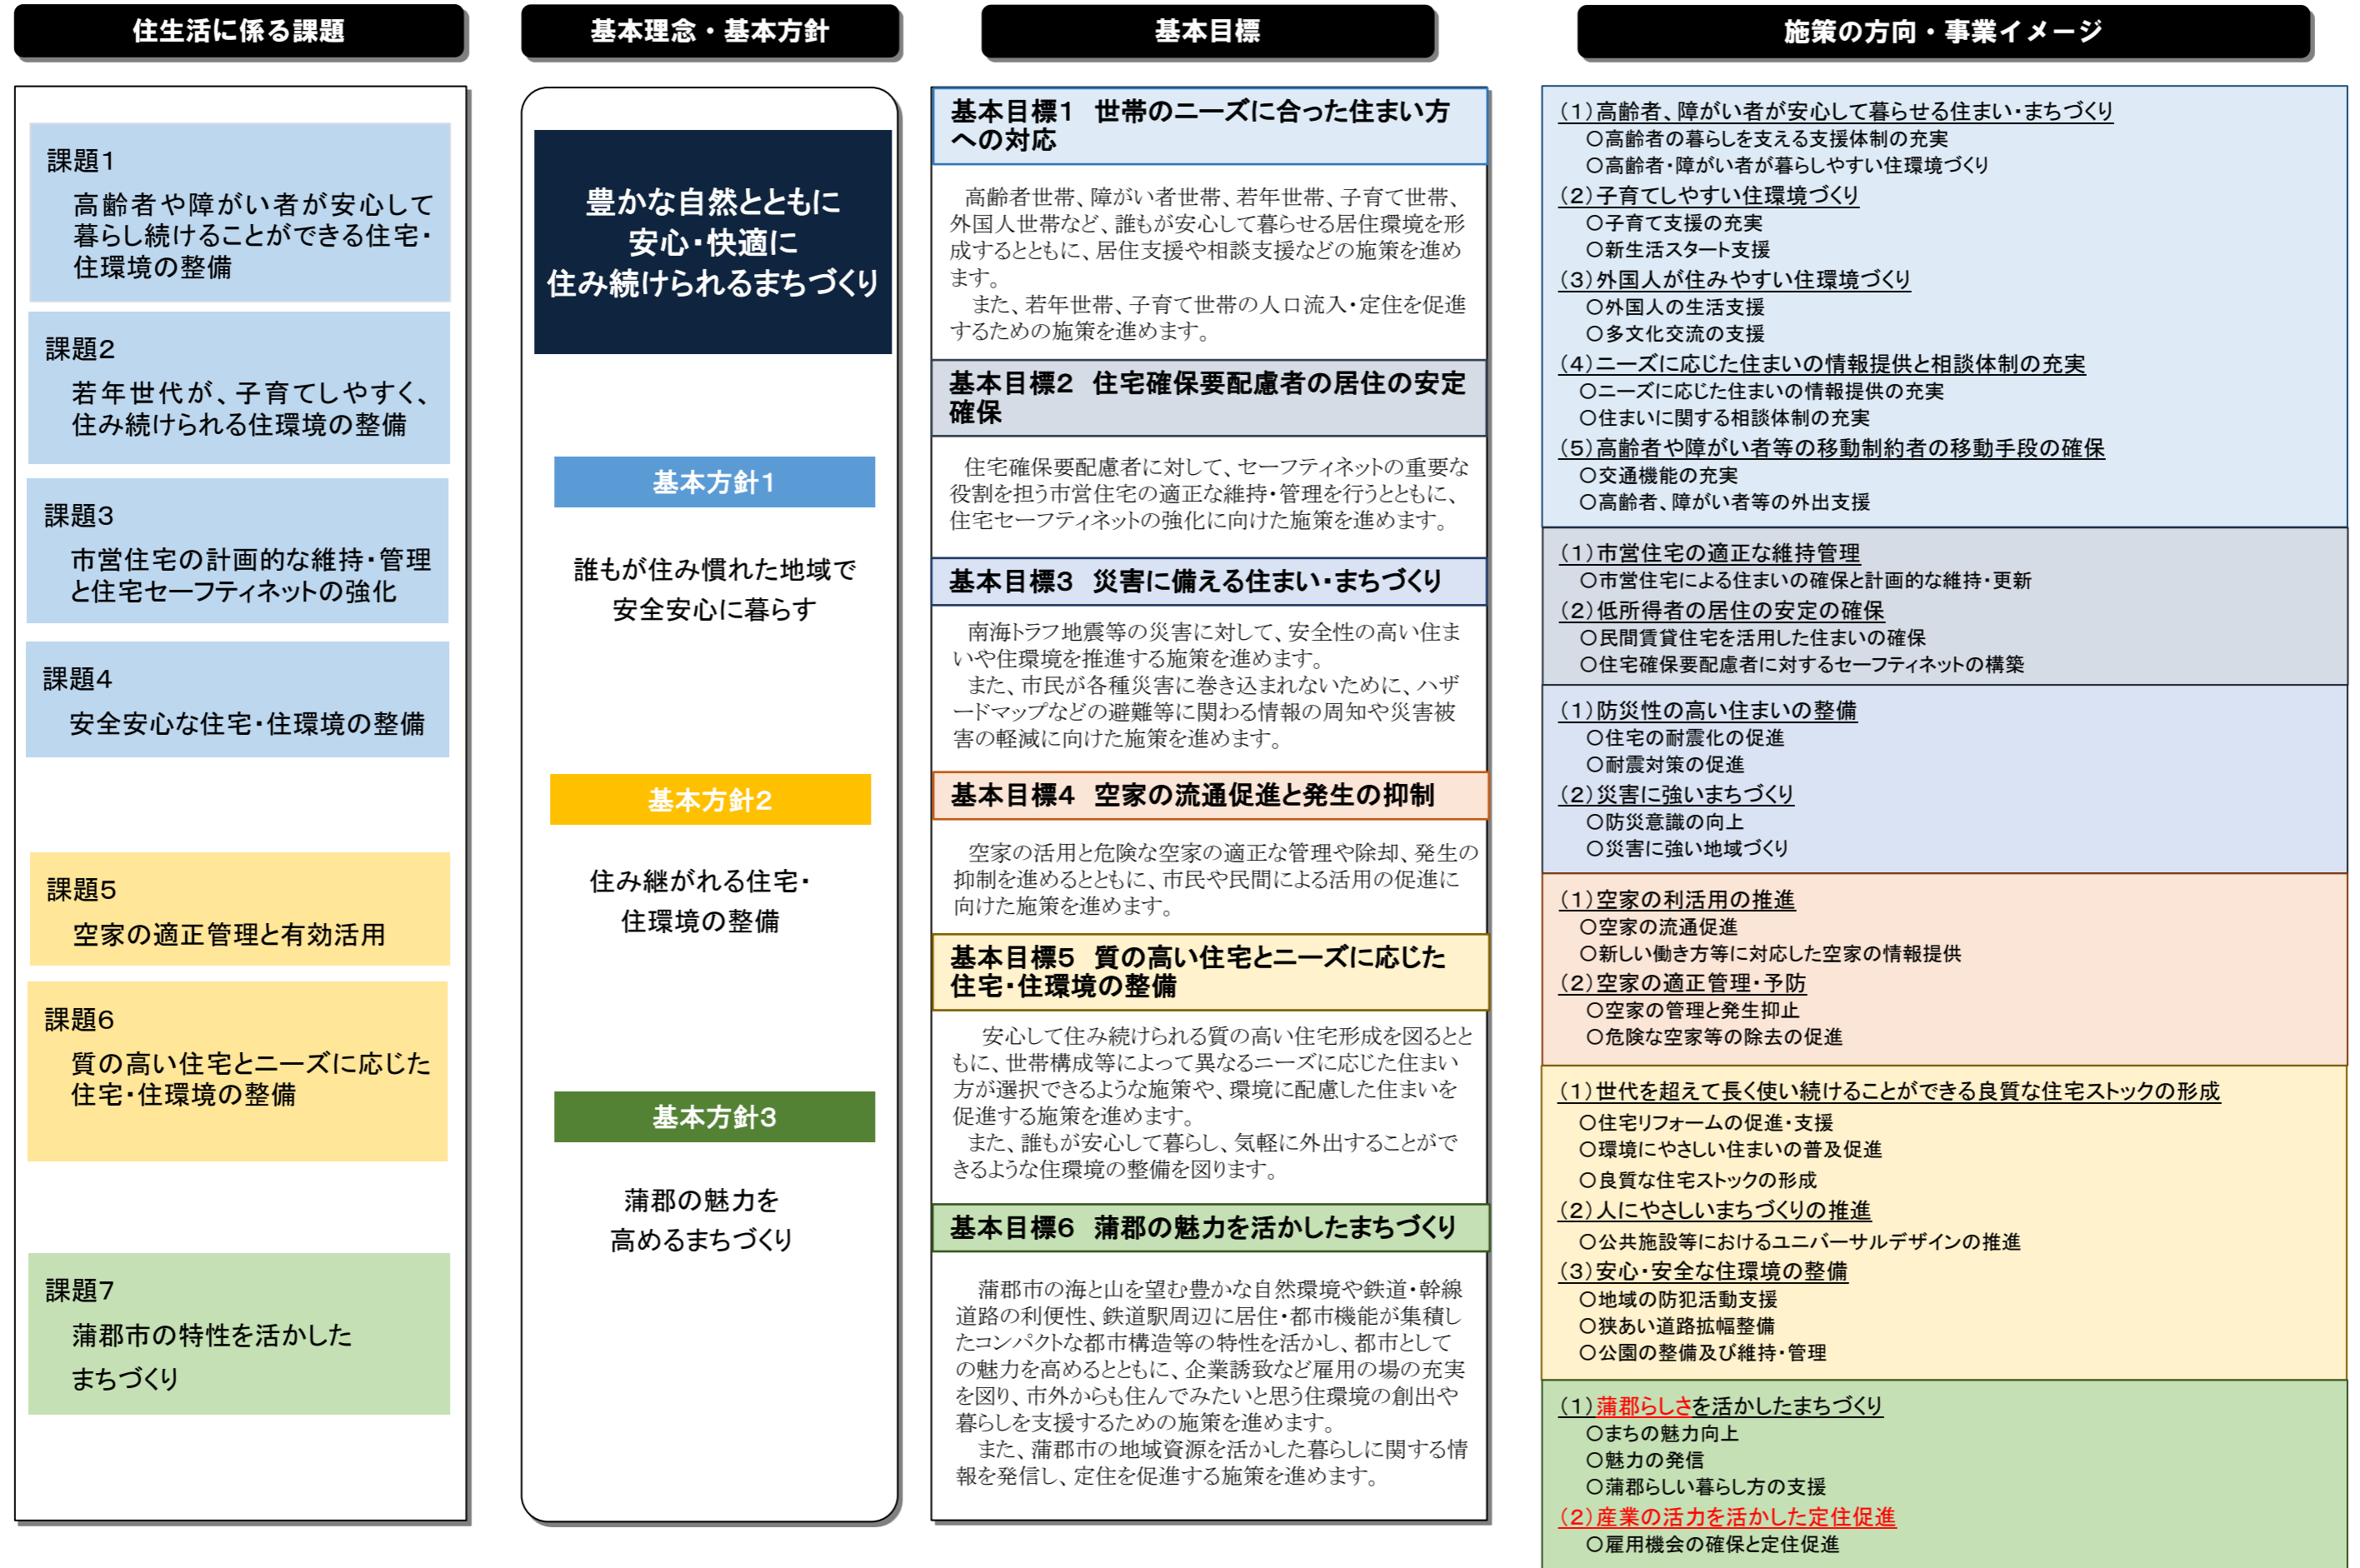 住生活に係る課題
課題1
高齢者や障がい者が安心して
暮らし続けることができる住宅・
住環境の整備
課題2
若年世代が、子育てしやすく、
住み続けられる住環境の整備
課題3
市営住宅の計画的な維持・管理
と住宅セーフティネットの強化
課題4
安全安心な住宅・住環境の整備
課題5
空家の適正管理と有効活用
課題6
質の高い住宅とニーズに応じた
住宅・住環境の整備
課題7
蒲郡市の特性を活かした
まちづくり
基本理念・基本方針
豊かな自然とともに
安心・快適に
住み続けられるまちづくり
基本方針1
誰もが住み慣れた地域で
安全安心に暮らす
基本方針2
住み継がれる住宅・
住環境の整備
基本方針3
蒲郡の魅力を
高めるまちづくり
基本目標
基本目標1 世帯のニーズに合った住まい方
への対応
高齢者世帯、障がい者世帯、若年世帯、子育て世帯、
外国人世帯など、誰もが安心して暮らせる居住環境を形
成するとともに、居住支援や相談支援などの施策を進め
ます。
また、若年世帯、子育て世帯の人口流入・定住を促進
するための施策を進めます。
基本目標2 住宅確保要配慮者の居住の安定
確保
住宅確保要配慮者に対して、セーフティネットの重要な
役割を担う市営住宅の適正な維持・管理を行うとともに、
住宅セーフティネットの強化に向けた施策を進めます。
基本目標3 災害に備える住まい・まちづくり
南海トラフ地震等の災害に対して、安全性の高い住ま
いや住環境を推進する施策を進めます。
また、市民が各種災害に巻き込まれないために、ハザ
ードマップなどの避難等に関わる情報の周知や災害被
害の軽減に向けた施策を進めます。
基本目標4 空家の流通促進と発生の抑制
空家の活用と危険な空家の適正な管理や除却、発生の
抑制を進めるとともに、市民や民間による活用の促進に
向けた施策を進めます。
基本目標5 質の高い住宅とニーズに応じた
住宅・住環境の整備
安心して住み続けられる質の高い住宅形成を図るとと
もに、世帯構成等によって異なるニーズに応じた住まい
方が選択できるような施策や、環境に配慮した住まいを
促進する施策を進めます。
また、誰もが安心して暮らし、気軽に外出することがで
きるような住環境の整備を図ります。
基本目標6 蒲郡の魅力を活かしたまちづくり
蒲郡市の海と山を望む豊かな自然環境や鉄道・幹線
道路の利便性、鉄道駅周辺に居住・都市機能が集積し
たコンパクトな都市構造等の特性を活かし、都市として
の魅力を高めるとともに、企業誘致など雇用の場の充実
を図り、市外からも住んでみたいと思う住環境の創出や
暮らしを支援するための施策を進めます。
また、蒲郡市の地域資源を活かした暮らしに関する情
報を発信し、定住を促進する施策を進めます。
施策の方向・事業イメージ
(1)高齢者、障がい者が安心して暮らせる住まい・まちづくり
○高齢者の暮らしを支える支援体制の充実
○高齢者・障がい者が暮らしやすい住環境づくり
(2)子育てしやすい住環境づくり
○子育て支援の充実
○新生活スタート支援
(3)外国人が住みやすい住環境づくり
○外国人の生活支援
○多文化交流の支援
(4)ニーズに応じた住まいの情報提供と相談体制の充実
○ニーズに応じた住まいの情報提供の充実
○住まいに関する相談体制の充実
(5)高齢者や障がい者等の移動制約者の移動手段の確保
○交通機能の充実
○高齢者、障がい者等の外出支援
(1)市営住宅の適正な維持管理
○市営住宅による住まいの確保と計画的な維持・更新
(2)低所得者の居住の安定の確保
○民間賃貸住宅を活用した住まいの確保
○住宅確保要配慮者に対するセーフティネットの構築
(1)防災性の高い住まいの整備
○住宅の耐震化の促進
○耐震対策の促進
(2)災害に強いまちづくり
○防災意識の向上
○災害に強い地域づくり
(1)空家の利活用の推進
○空家の流通促進
○新しい働き方等に対応した空家の情報提供
(2)空家の適正管理・予防
○空家の管理と発生抑止
○危険な空家等の除去の促進
(1)世代を超えて長く使い続けることができる良質な住宅ストックの形成
○住宅リフォームの促進・支援
○環境にやさしい住まいの普及促進
○良質な住宅ストックの形成
(2)人にやさしいまちづくりの推進
○公共施設等におけるユニバーサルデザインの推進
(3)安心・安全な住環境の整備
○地域の防犯活動支援
○狭あい道路拡幅整備
○公園の整備及び維持・管理
(1)蒲郡らしさを活かしたまちづくり
○まちの魅力向上
○魅力の発信
○蒲郡らしい暮らし方の支援
(2)産業の活力を活かした定住促進
○雇用機会の確保と定住促進